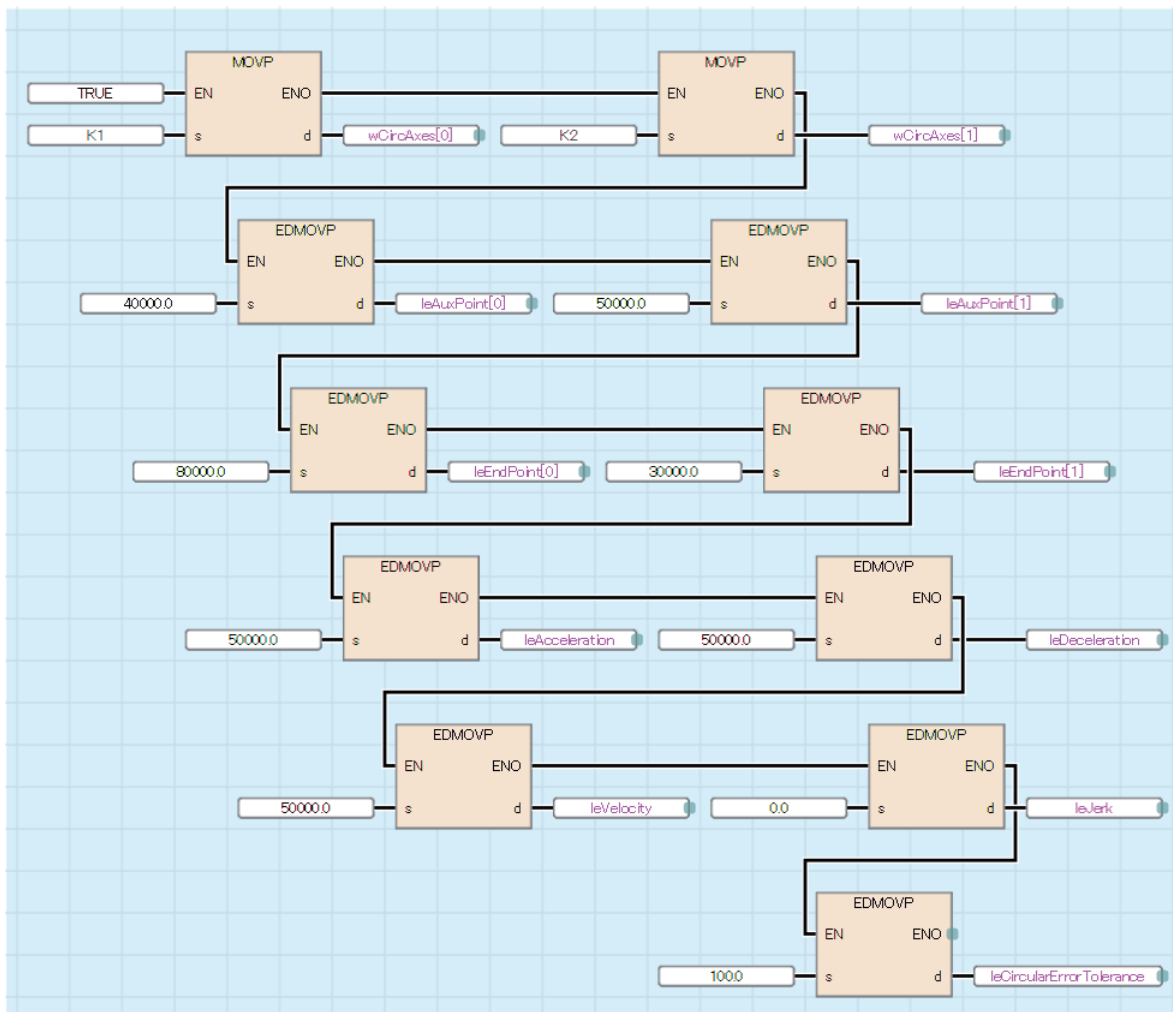 MOVP MOVP
TRUE EN ENO EN ENO
K1 s d wCircAxes[0] K2 s d wCircAxes[1]
EDMOVP EDMOVP
EN ENO EN ENO
40000.0 s d leAuxPoint[0] 50000.0 s d leAuxPoint[1]
EDMOVP EDMOVP
EN ENO EN ENO
80000.0 s d leEndPoint[0] 30000.0 s d leEndPoint[1]
EDMOVP EDMOVP
EN ENO EN ENO
50000.0 s d leAcceleration 50000.0 s d leDeceleration
EDMOVP EDMOVP
EN ENO EN ENO
50000.0 s d leVelocity 0.0 s d leJerk
EDMOVP
EN ENO
100.0 s d leCircularErrorTolerance